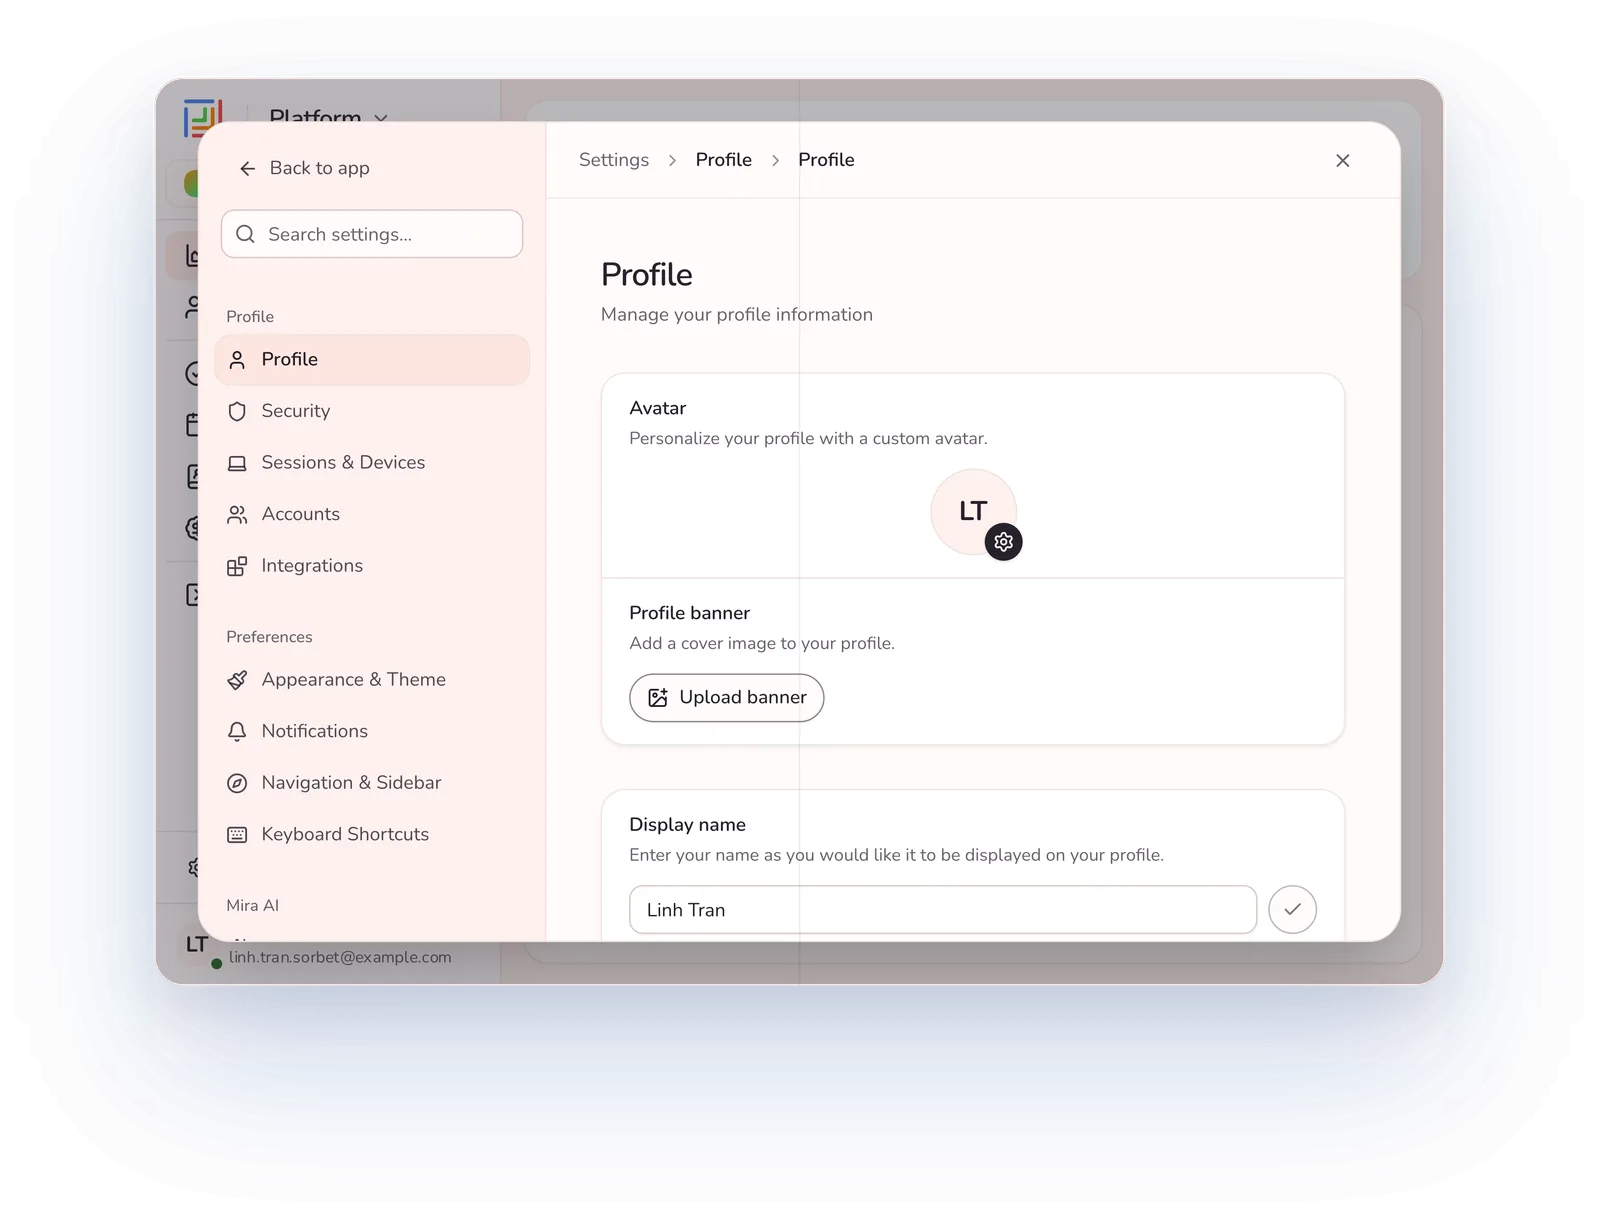 Platform
Back to app
Search settings...
Profile
Profile
Security
Sessions & Devices
Accounts
Integrations
Preferences
Appearance & Theme
Notifications
Navigation & Sidebar
Keyboard Shortcuts
Mira AI
LT
linh.tran.sorbet@example.com
Settings > Profile > Profile
Profile
Manage your profile information
Avatar
Personalize your profile with a custom avatar.
LT
Profile banner
Add a cover image to your profile.
Upload banner
Display name
Enter your name as you would like it to be displayed on your profile.
Linh Tran